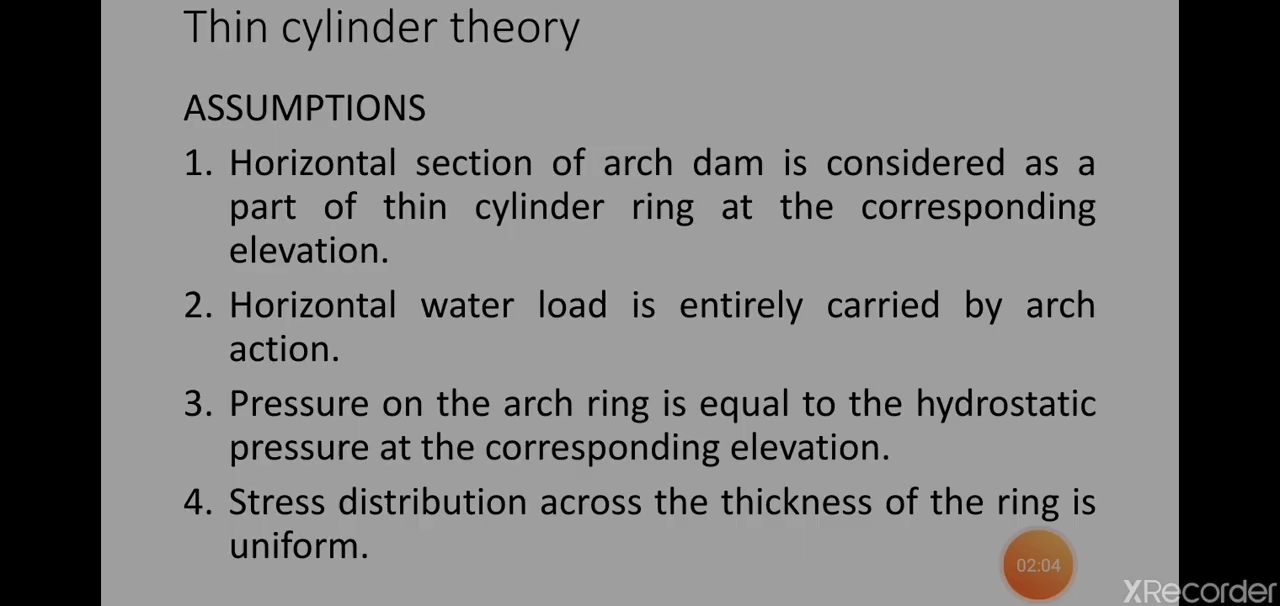 Thin cylinder theory
ASSUMPTIONS
1. Horizontal section of arch dam is considered as a
part of thin cylinder ring at the corresponding
elevation.
2. Horizontal water load is entirely carried by arch
action.
3. Pressure on the arch ring is equal to the hydrostatic
pressure at the corresponding elevation.
4. Stress distribution across the thickness of the ring is
uniform.
02:04
XRecorder